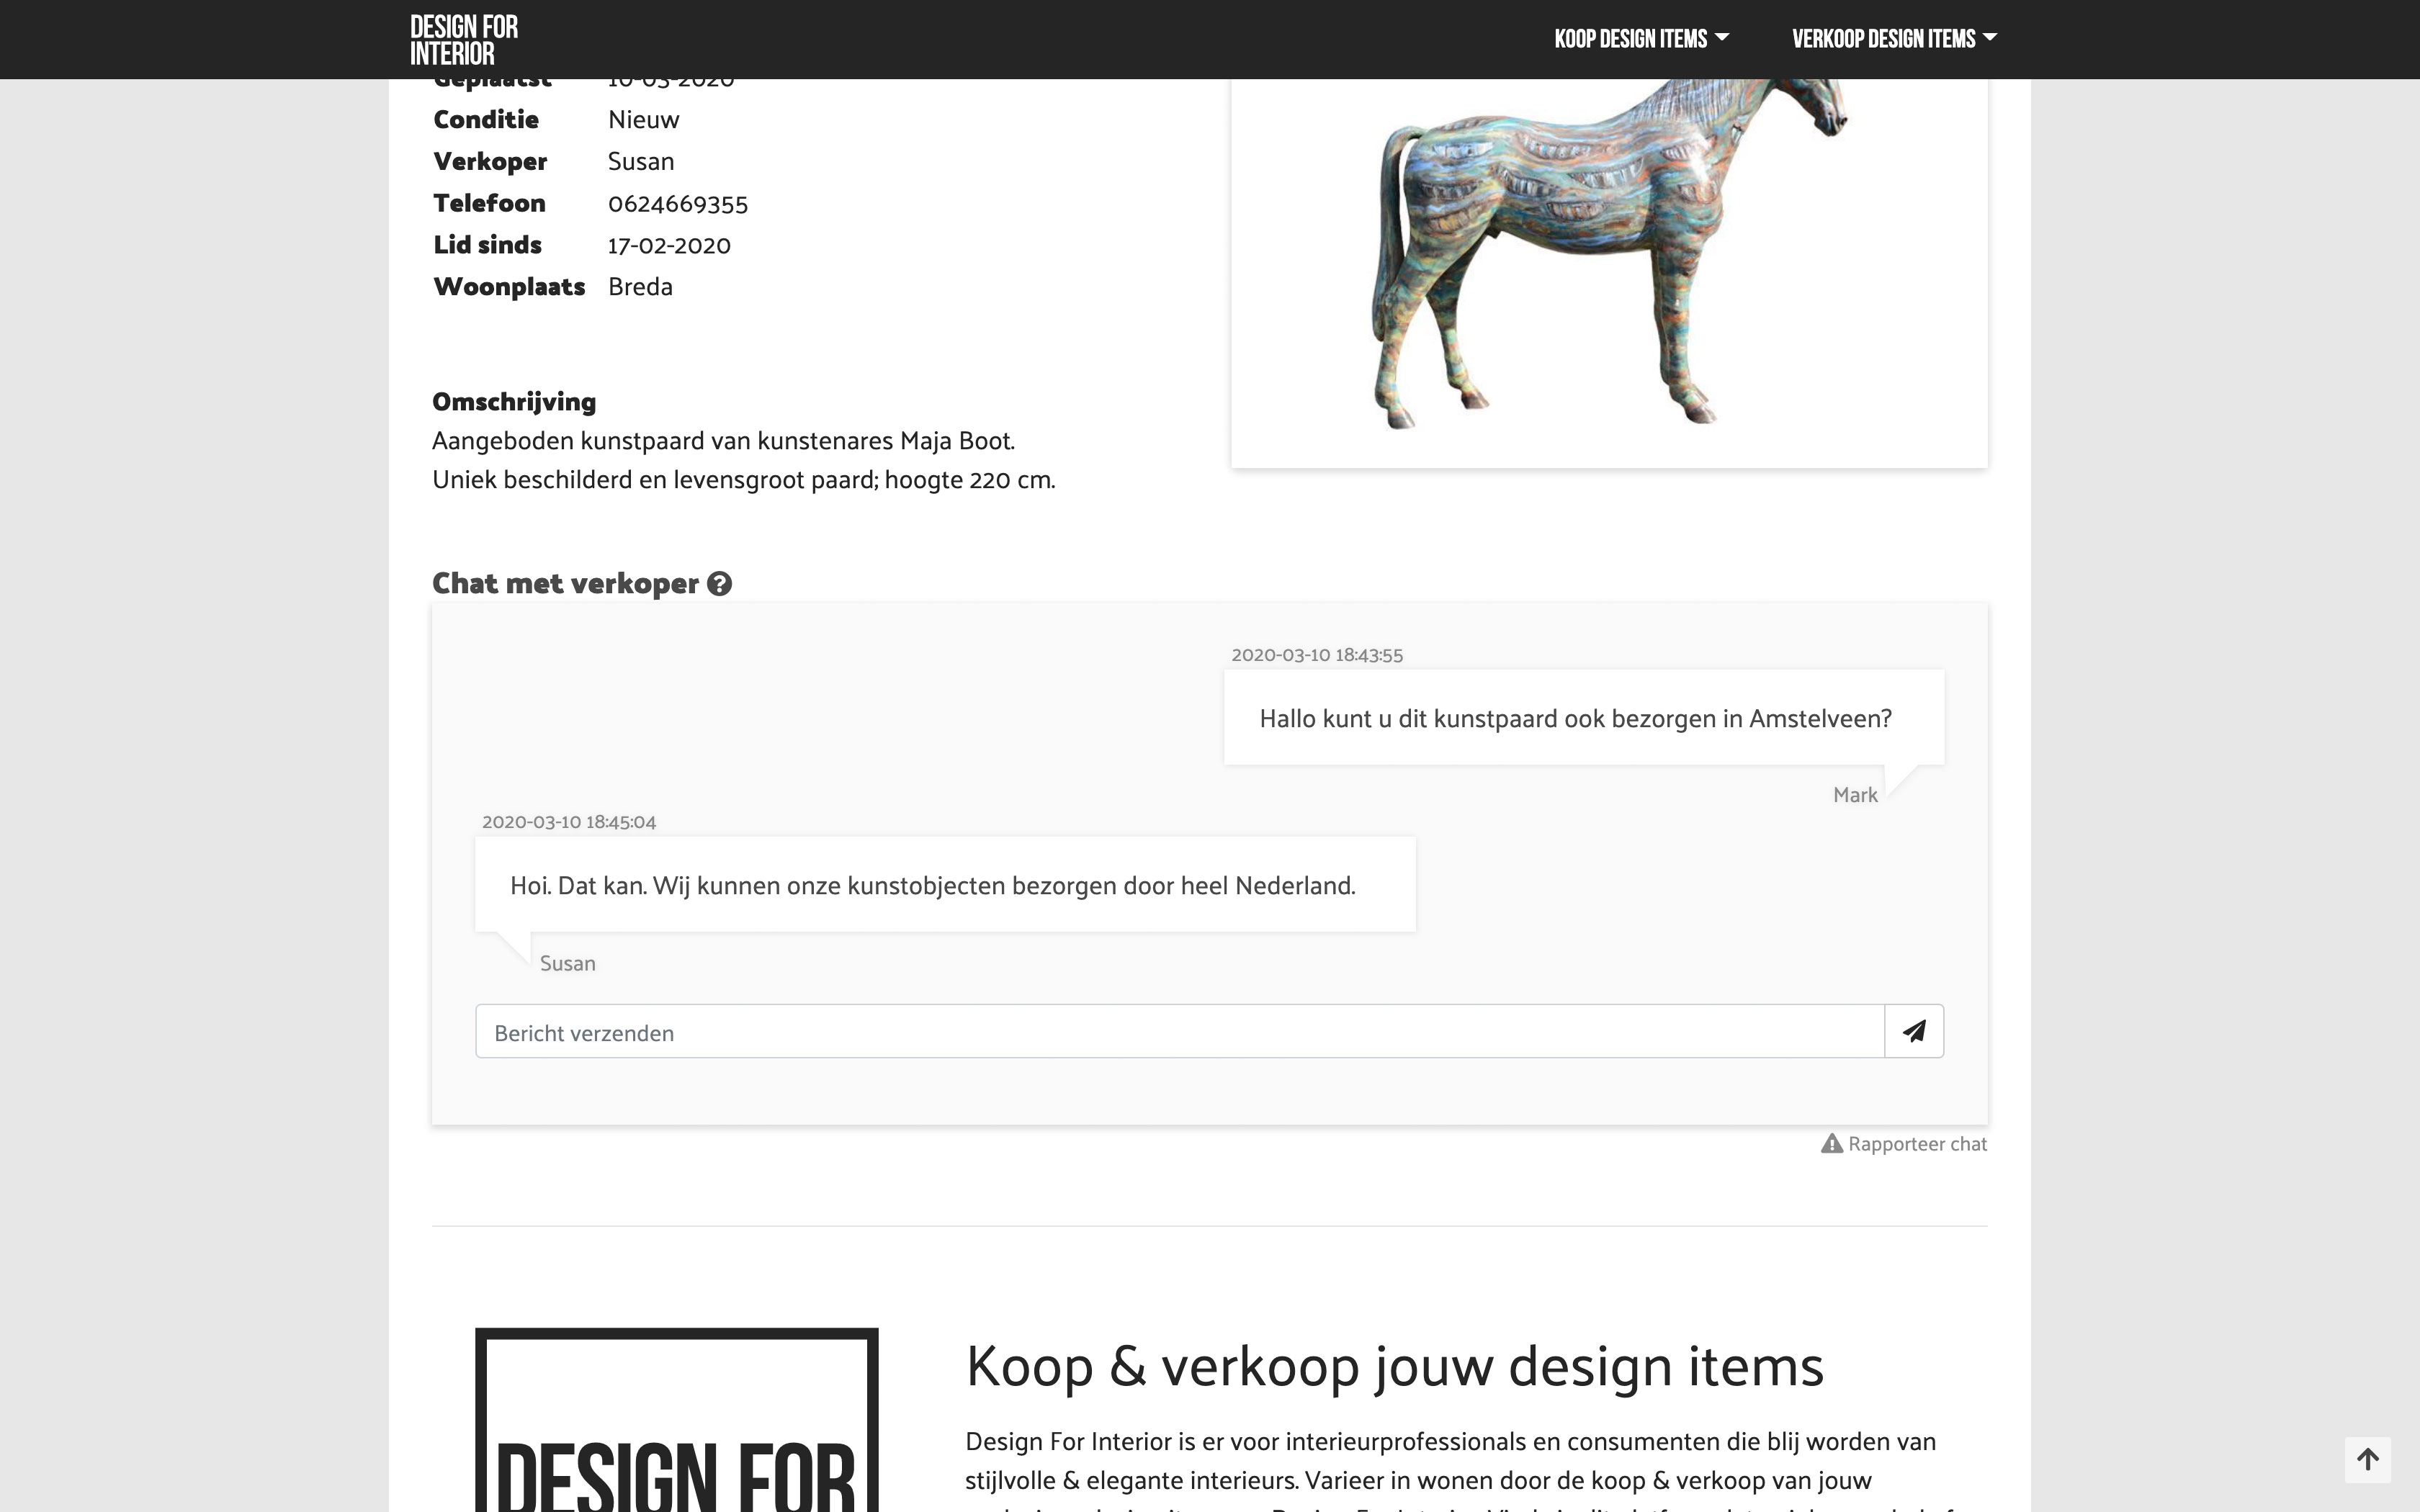 DESIGN FOR
INTERIOR
KOOP DESIGN ITEMS
VERKOOP DESIGN ITEMS
Geplaatst 10-03-2020
Conditie Nieuw
Verkoper Susan
Telefoon 0624669355
Lid sinds 17-02-2020
Woonplaats Breda
Omschrijving
Aangeboden kunstpaard van kunstenares Maja Boot.
Uniek beschilderd en levensgroot paard; hoogte 220 cm.
Chat met verkoper ?
2020-03-10 18:43:55
Hallo kunt u dit kunstpaard ook bezorgen in Amstelveen?
Mark
2020-03-10 18:45:04
Hoi. Dat kan. Wij kunnen onze kunstobjecten bezorgen door heel Nederland.
Susan
Bericht verzenden
Rapporteer chat
DESIGN FOR
Koop & verkoop jouw design items
Design For Interior is er voor interieurprofessionals en consumenten die blij worden van
stijlvolle & elegante interieurs. Varieer in wonen door de koop & verkoop van jouw